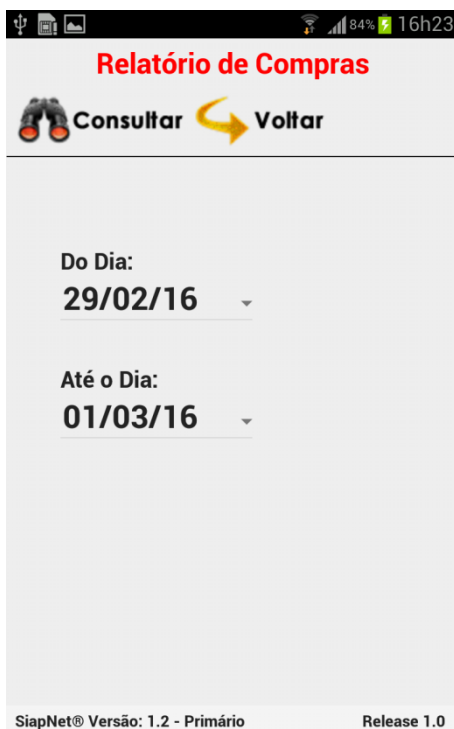 84% 16h23
Relatório de Compras
Consultar Voltar
Do Dia:
29/02/16
Até o Dia:
01/03/16
SiapNet® Versão: 1.2 - Primário Release 1.0